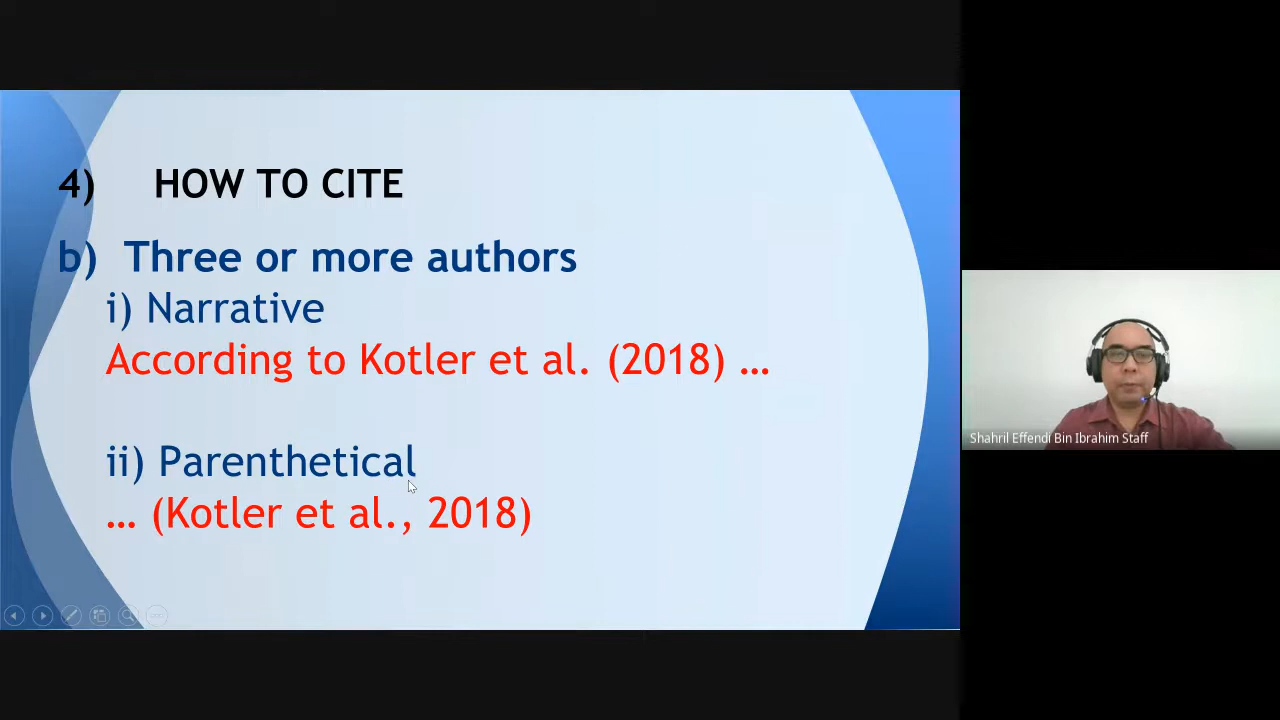 4) HOW TO CITE
b) Three or more authors
i) Narrative
According to Kotler et al. (2018) …
ii) Parenthetical
… (Kotler et al., 2018)
Shahril Effendi Bin Ibrahim Staff